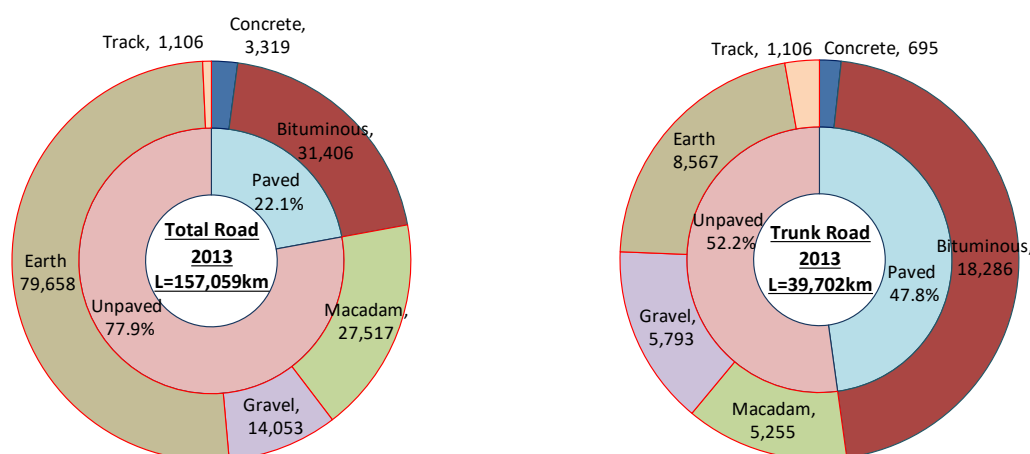 Track, 1,106
Concrete,
3,319
Bituminous,
31,406
Paved
22.1%
Total Road
2013
L=157,059km
Earth
79,658
Unpaved
77.9%
Macadam,
27,517
Gravel,
14,053
Track, 1,106
Concrete, 695
Earth
8,567
Unpaved
52.2%
Trunk Road
2013
L=39,702km
Bituminous,
18,286
Paved
47.8%
Gravel,
5,793
Macadam,
5,255